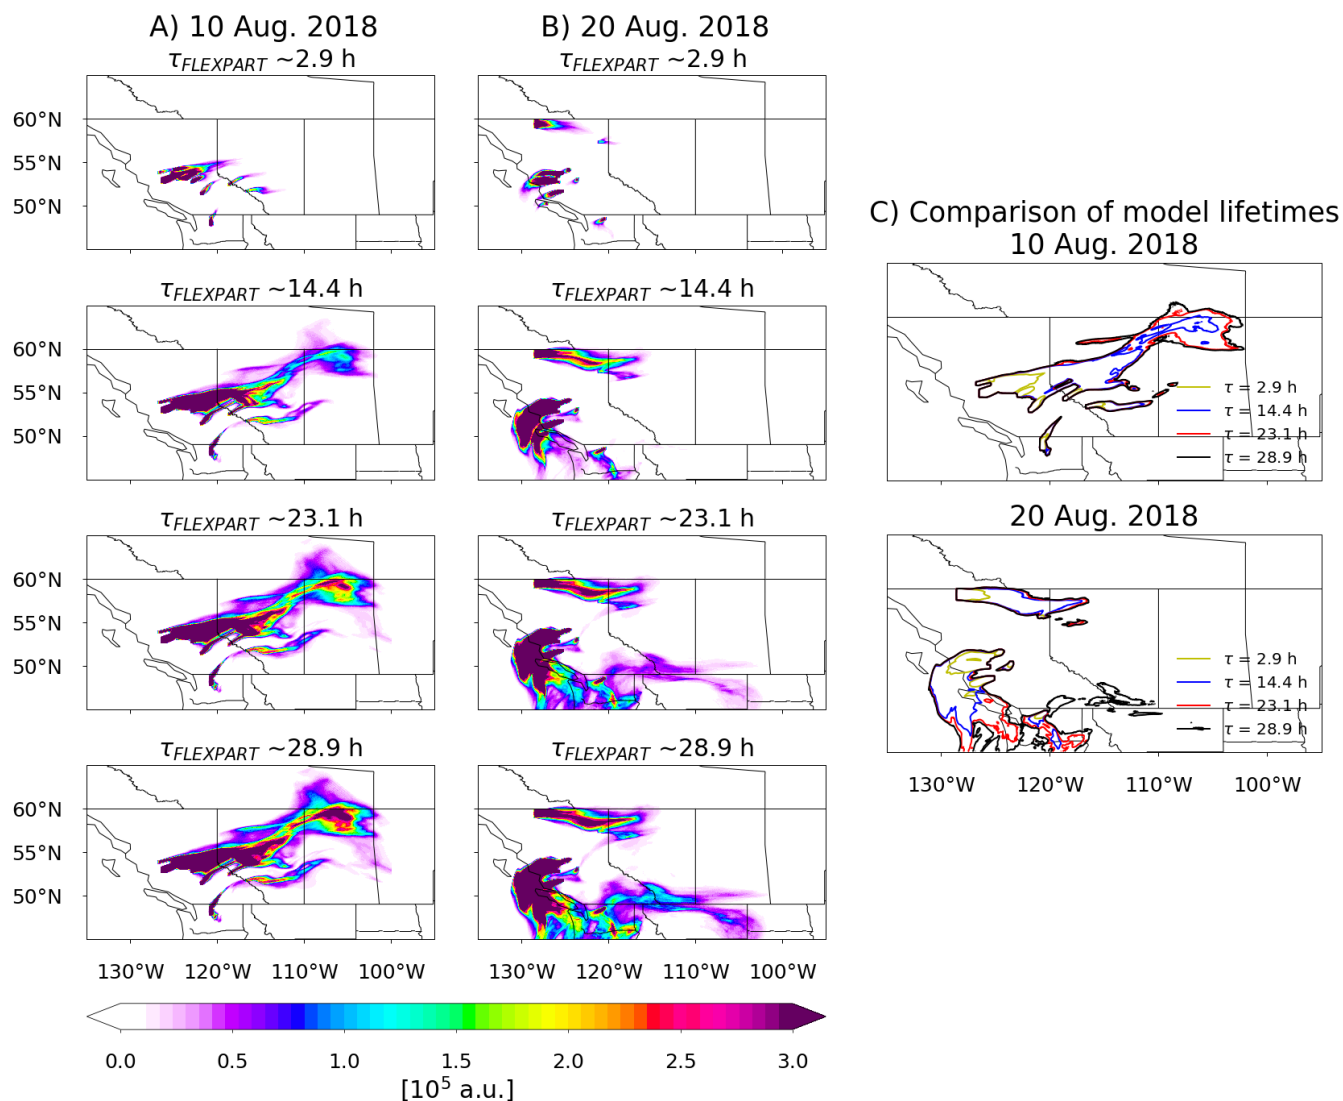 A) 10 Aug. 2018
τFLEXPART ~2.9 h
60°N
55°N
50°N
τFLEXPART ~14.4 h
60°N
55°N
50°N
τFLEXPART ~23.1 h
60°N
55°N
50°N
τFLEXPART ~28.9 h
60°N
55°N
50°N
130°W 120°W 110°W 100°W
B) 20 Aug. 2018
τFLEXPART ~2.9 h
τFLEXPART ~14.4 h
τFLEXPART ~23.1 h
τFLEXPART ~28.9 h
130°W 120°W 110°W 100°W
0.0 0.5 1.0 1.5 2.0 2.5 3.0
[10⁵ a.u.]
C) Comparison of model lifetimes
10 Aug. 2018
τ = 2.9 h
τ = 14.4 h
τ = 23.1 h
τ = 28.9 h
20 Aug. 2018
τ = 2.9 h
τ = 14.4 h
τ = 23.1 h
τ = 28.9 h
130°W 120°W 110°W 100°W